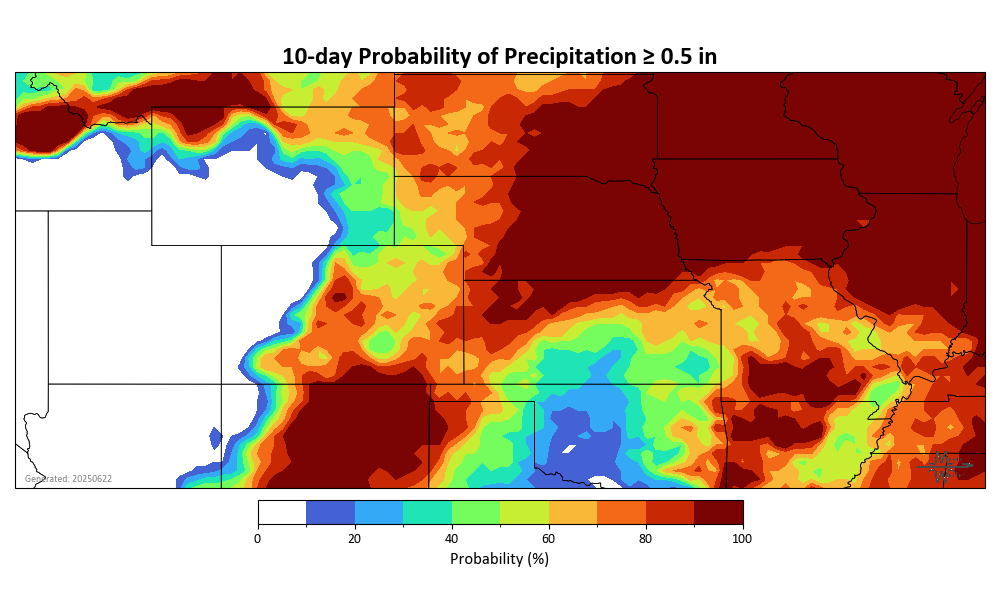 10-day Probability of Precipitation ≥ 0.5 in
Generated: 20250622
0 20 40 60 80 100
Probability (%)